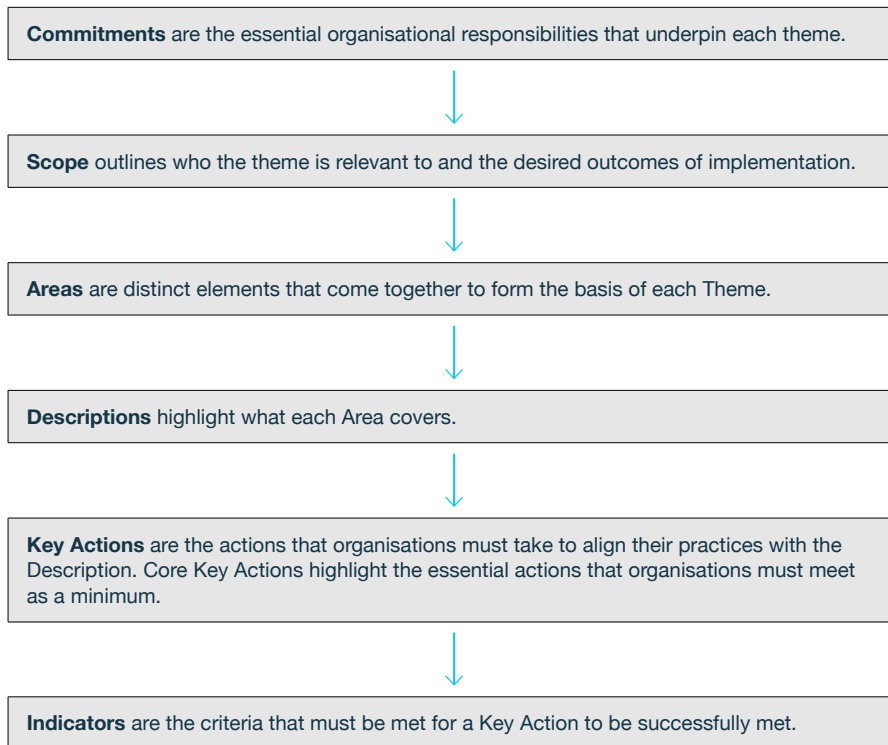 Commitments are the essential organisational responsibilities that underpin each theme.
Scope outlines who the theme is relevant to and the desired outcomes of implementation.
Areas are distinct elements that come together to form the basis of each Theme.
Descriptions highlight what each Area covers.
Key Actions are the actions that organisations must take to align their practices with the
Description. Core Key Actions highlight the essential actions that organisations must meet
as a minimum.
Indicators are the criteria that must be met for a Key Action to be successfully met.